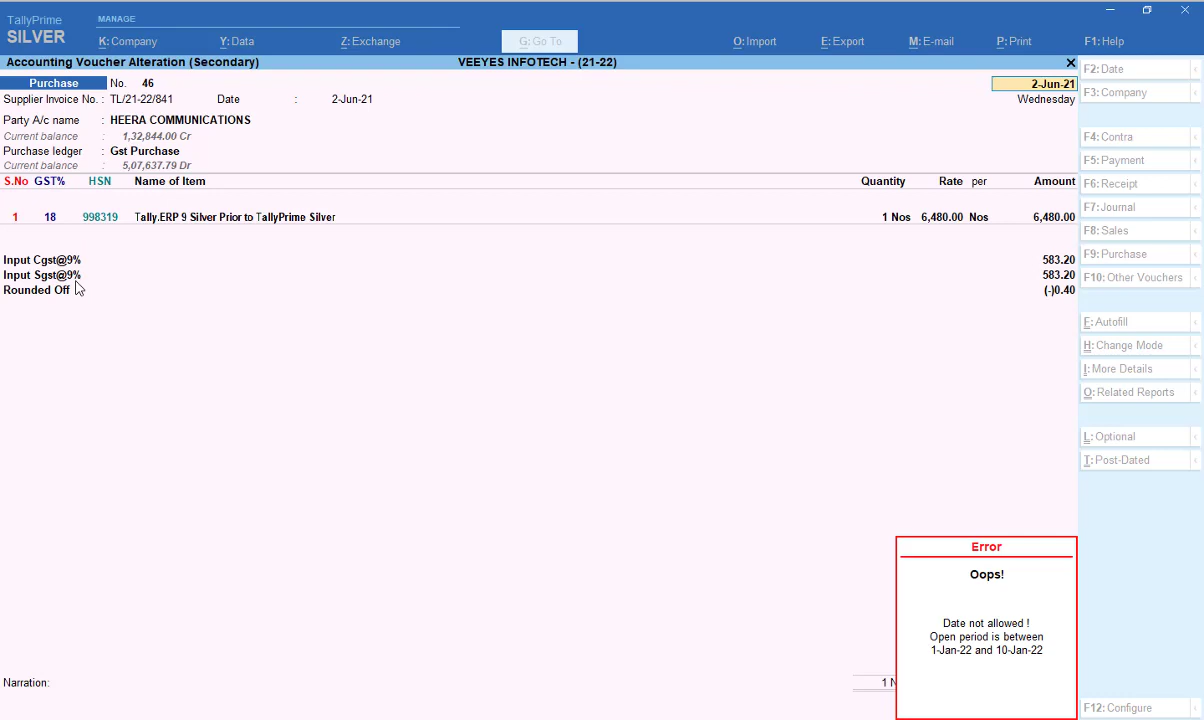 TallyPrime
MANAGE
SILVER
K: Company
Y: Data
Z: Exchange
G: Go To
O: Import
E: Export
M: E-mail
P: Print
F1: Help
Accounting Voucher Alteration (Secondary)
VEEYES INFOTECH - (21-22)
F2: Date
Purchase No. 46
2-Jun-21
F3: Company
Supplier Invoice No. : TL/21-22/841 Date : 2-Jun-21
Wednesday
Party A/c name : HEERA COMMUNICATIONS
Current balance : 1,32,844.00 Cr
F4: Contra
Purchase ledger : Gst Purchase
F5: Payment
Current balance : 5,07,637.79 Dr
S.No GST% HSN Name of Item Quantity Rate per Amount
F6: Receipt
F7: Journal
1 18 998319 Tally.ERP 9 Silver Prior to TallyPrime Silver 1 Nos 6,480.00 Nos 6,480.00
F8: Sales
F9: Purchase
Input Cgst@9% 583.20
Input Sgst@9% 583.20
F10: Other Vouchers
Rounded Off (-)0.40
E: Autofill
H: Change Mode
I: More Details
O: Related Reports
L: Optional
T: Post-Dated
Error
Oops!
Date not allowed !
Open period is between
1-Jan-22 and 10-Jan-22
Narration:
1 N
F12: Configure